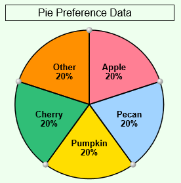 Pie Preference Data
Other
20%
Apple
20%
Cherry
20%
Pecan
20%
Pumpkin
20%